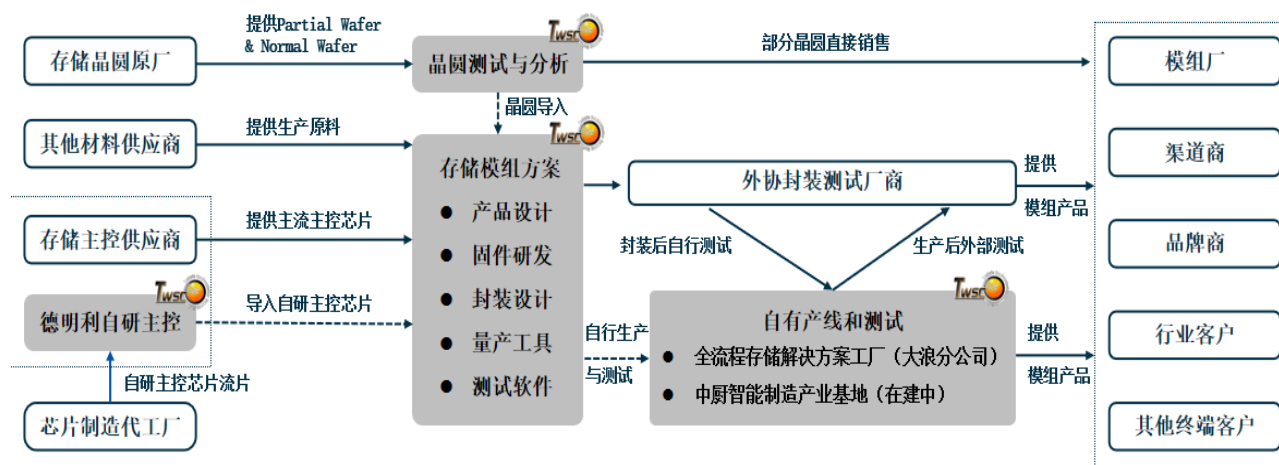 提供Partial Wafer
& Normal Wafer
Twsc
存储晶圆原厂
晶圆测试与分析
部分晶圆直接销售
模组厂
晶圆导入
其他材料供应商
提供生产原料
Twsc
存储模组方案
外协封装测试厂商
提供
模组产品
渠道商
● 产品设计
存储主控供应商
提供主流主控芯片
● 固件研发
封装后自行测试
生产后外部测试
品牌商
Twsc
德明利自研主控
导入自研主控芯片
● 封装设计
Twsc
自有产线和测试
行业客户
● 量产工具
自行生产
与测试
● 全流程存储解决方案工厂（大浪分公司）
提供
模组产品
自研主控芯片流片
● 测试软件
● 中厨智能制造产业基地（在建中）
芯片制造代工厂
其他终端客户